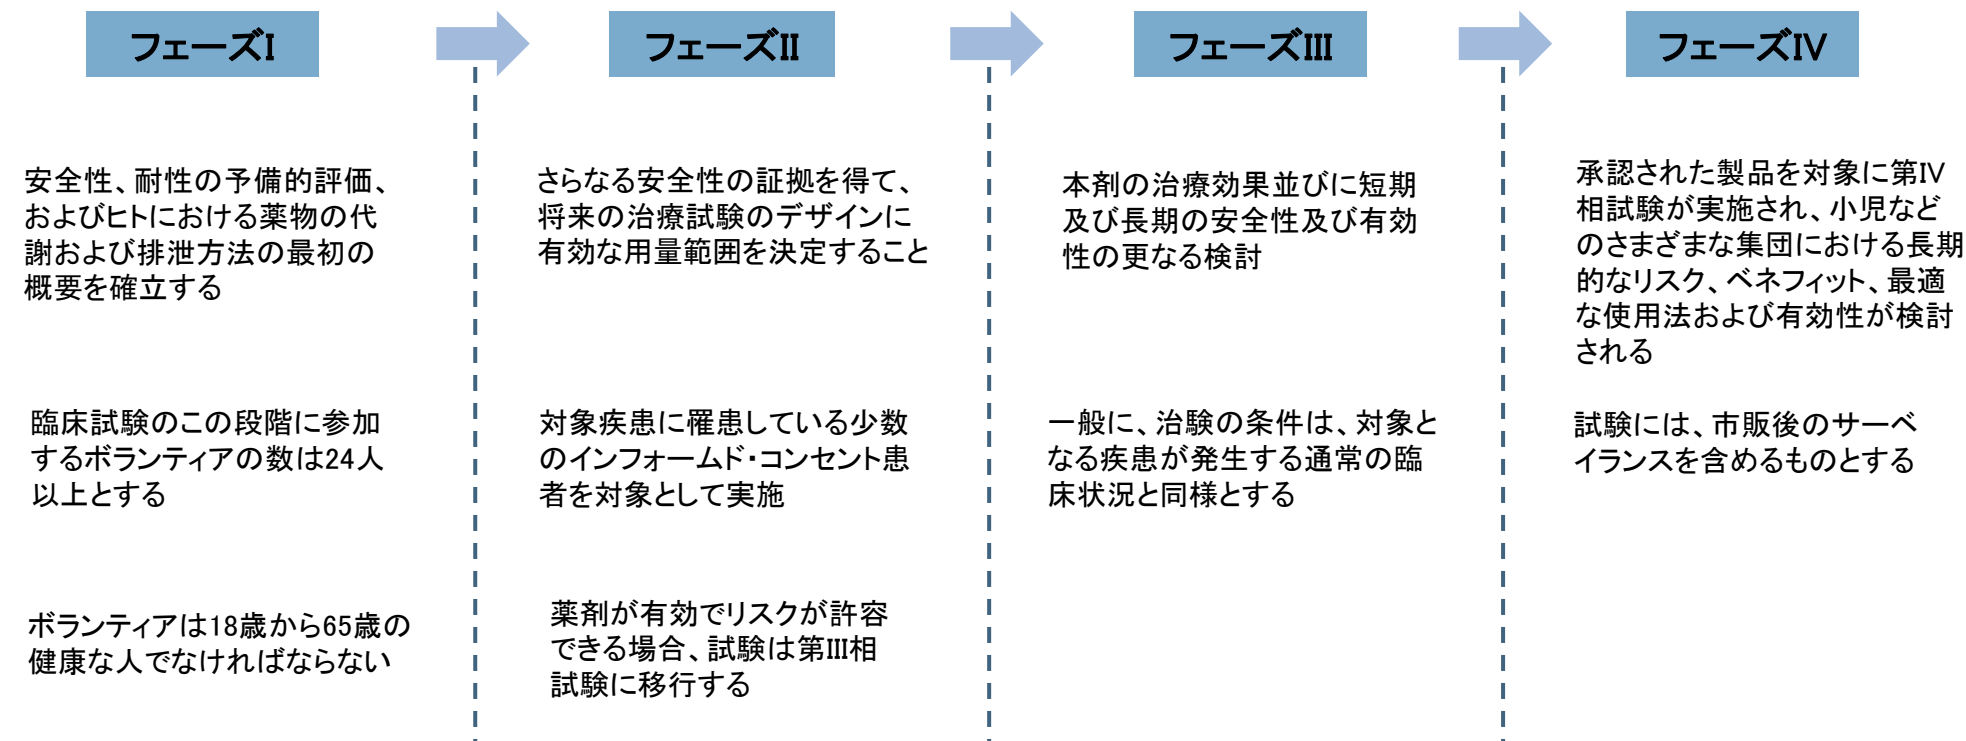 フェーズI
安全性、耐性の予備的評価、
およびヒトにおける薬物の代
謝および排泄方法の最初の
概要を確立する
臨床試験のこの段階に参加
するボランティアの数は24人
以上とする
ボランティアは18歳から65歳の
健康な人でなければならない
フェーズII
さらなる安全性の証拠を得て、
将来の治療試験のデザインに
有効な用量範囲を決定すること
対象疾患に罹患している少数
のインフォームド・コンセント患
者を対象として実施
薬剤が有効でリスクが許容
できる場合、試験は第III相
試験に移行する
フェーズIII
本剤の治療効果並びに短期
及び長期の安全性及び有効
性の更なる検討
一般に、治験の条件は、対象と
なる疾患が発生する通常の臨
床状況と同様とする
フェーズIV
承認された製品を対象に第IV
相試験が実施され、小児など
のさまざまな集団における長期
的なリスク、ベネフィット、最適
な使用法および有効性が検討
される
試験には、市販後のサーベ
イランスを含めるものとする